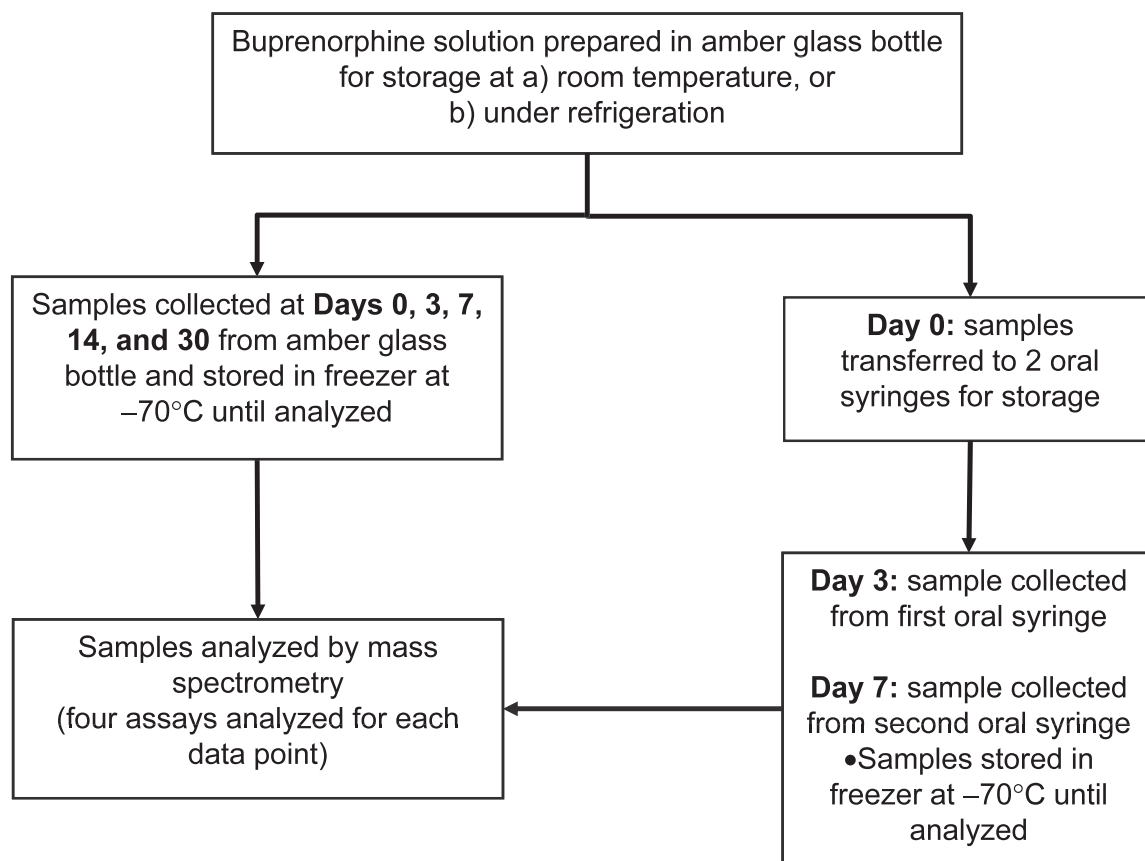 Buprenorphine solution prepared in amber glass bottle
for storage at a) room temperature, or
b) under refrigeration
Samples collected at Days 0, 3, 7,
14, and 30 from amber glass
bottle and stored in freezer at
–70°C until analyzed
Day 0: samples
transferred to 2 oral
syringes for storage
Day 3: sample collected
from first oral syringe
Day 7: sample collected
from second oral syringe
•Samples stored in
freezer at –70°C until
analyzed
Samples analyzed by mass
spectrometry
(four assays analyzed for each
data point)